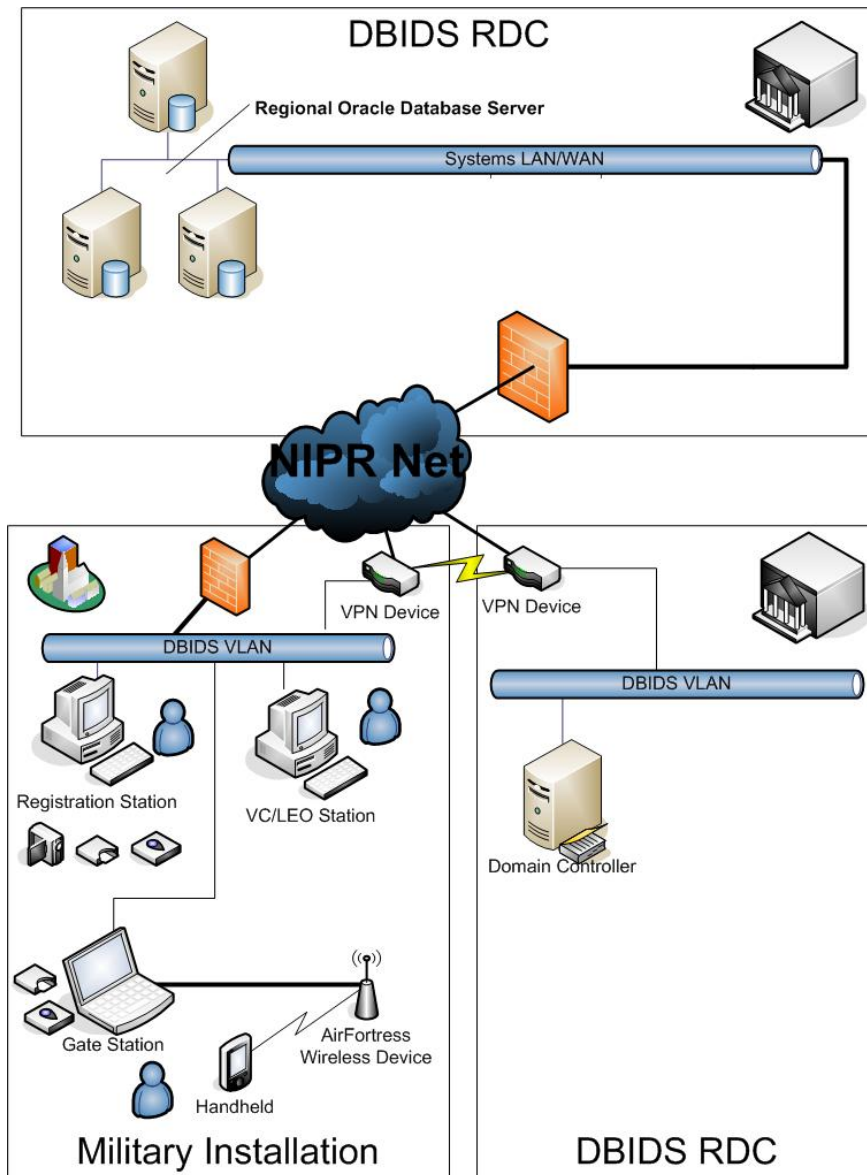 DBIDS RDC
Regional Oracle Database Server
Systems LAN/WAN
NIPR Net
VPN Device
VPN Device
DBIDS VLAN
DBIDS VLAN
Registration Station
VC/LEO Station
Domain Controller
Gate Station
AirFortress
Wireless Device
Handheld
Military Installation
DBIDS RDC